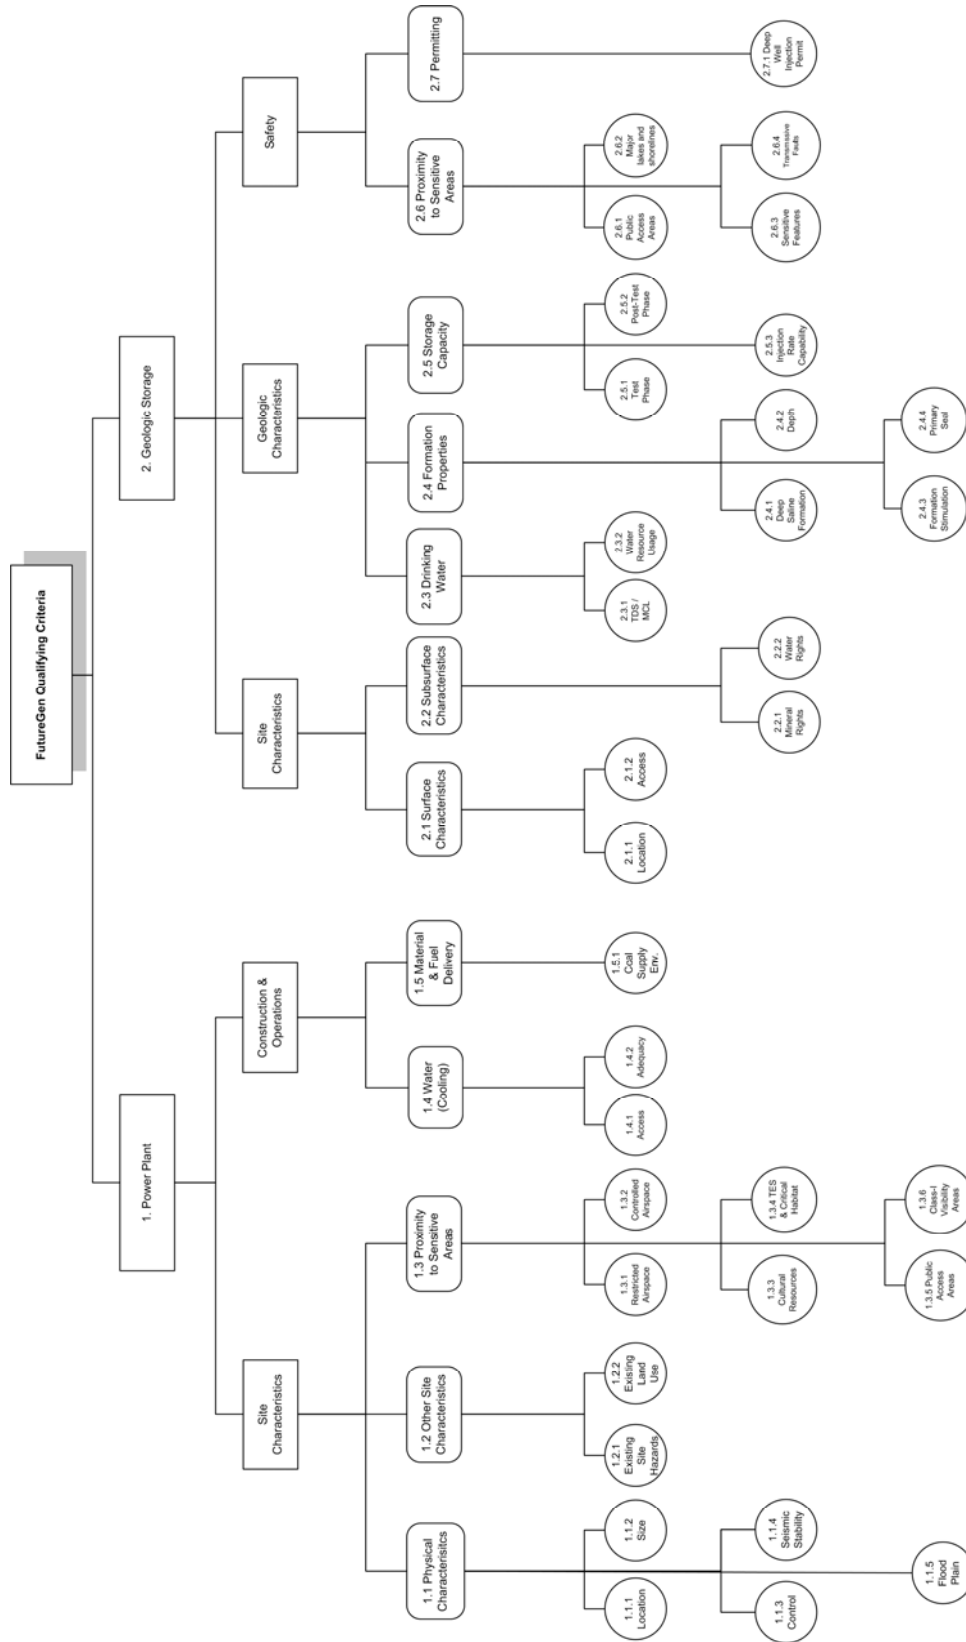 FutureGen Qualifying Criteria
1. Power Plant
2. Geologic Storage
Site
Characteristics
Construction &
Operations
Site
Characteristics
Geologic
Characteristics
Safety
1.1 Physical
Characterisitcs
1.2 Other Site
Characteristics
1.3 Proximity
to Sensitive
Areas
1.4 Water
(Cooling)
1.5 Material
& Fuel
Delivery
2.1 Surface
Characteristics
2.2 Subsurface
Characteristics
2.3 Drinking
Water
2.4 Formation
Properties
2.5 Storage
Capacity
2.6 Proximity
to Sensitive
Areas
2.7 Permitting
1.1.1
Location
1.1.2
Size
1.2.1
Existing
Site
Hazards
1.2.2
Existing
Land
Use
1.3.1
Restricted
Airspace
1.3.2
Controlled
Airspace
1.4.1
Access
1.4.2
Adequacy
1.5.1
Coal
Supply
Env.
2.1.1
Location
2.1.2
Access
2.3.1
TDS /
MCL
2.3.2
Water
Resource
Usage
2.5.1
Test
Phase
2.5.2
Post-Test
Phase
2.6.1
Public
Access
Areas
2.6.2
Major
lakes and
shorelines
1.1.3
Control
1.1.4
Seismic
Stability
1.3.3
Cultural
Resources
1.3.4 TES
& Critical
Habitat
2.2.1
Mineral
Rights
2.2.2
Water
Rights
2.4.1
Deep
Saline
Formation
2.4.2
Depth
2.5.3
Injection
Rate
Capability
2.6.3
Sensitive
Features
2.6.4
Transmissive
Faults
2.7.1 Deep
Well
Injection
Permit
1.1.5
Flood
Plain
1.3.5 Public
Access
Areas
1.3.6
Class-I
Visibility
Areas
2.4.3
Formation
Stimulation
2.4.4
Primary
Seal